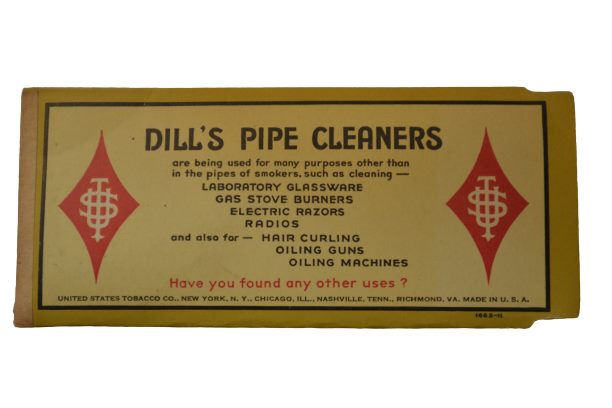 DILL'S PIPE CLEANERS
are being used for many purposes other than
in the pipes of smokers, such as cleaning —
LABORATORY GLASSWARE
GAS STOVE BURNERS
ELECTRIC RAZORS
RADIOS
and also for — HAIR CURLING
OILING GUNS
OILING MACHINES
Have you found any other uses ?
UNITED STATES TOBACCO CO., NEW YORK, N. Y., CHICAGO, ILL., NASHVILLE, TENN., RICHMOND, VA. MADE IN U. S. A.